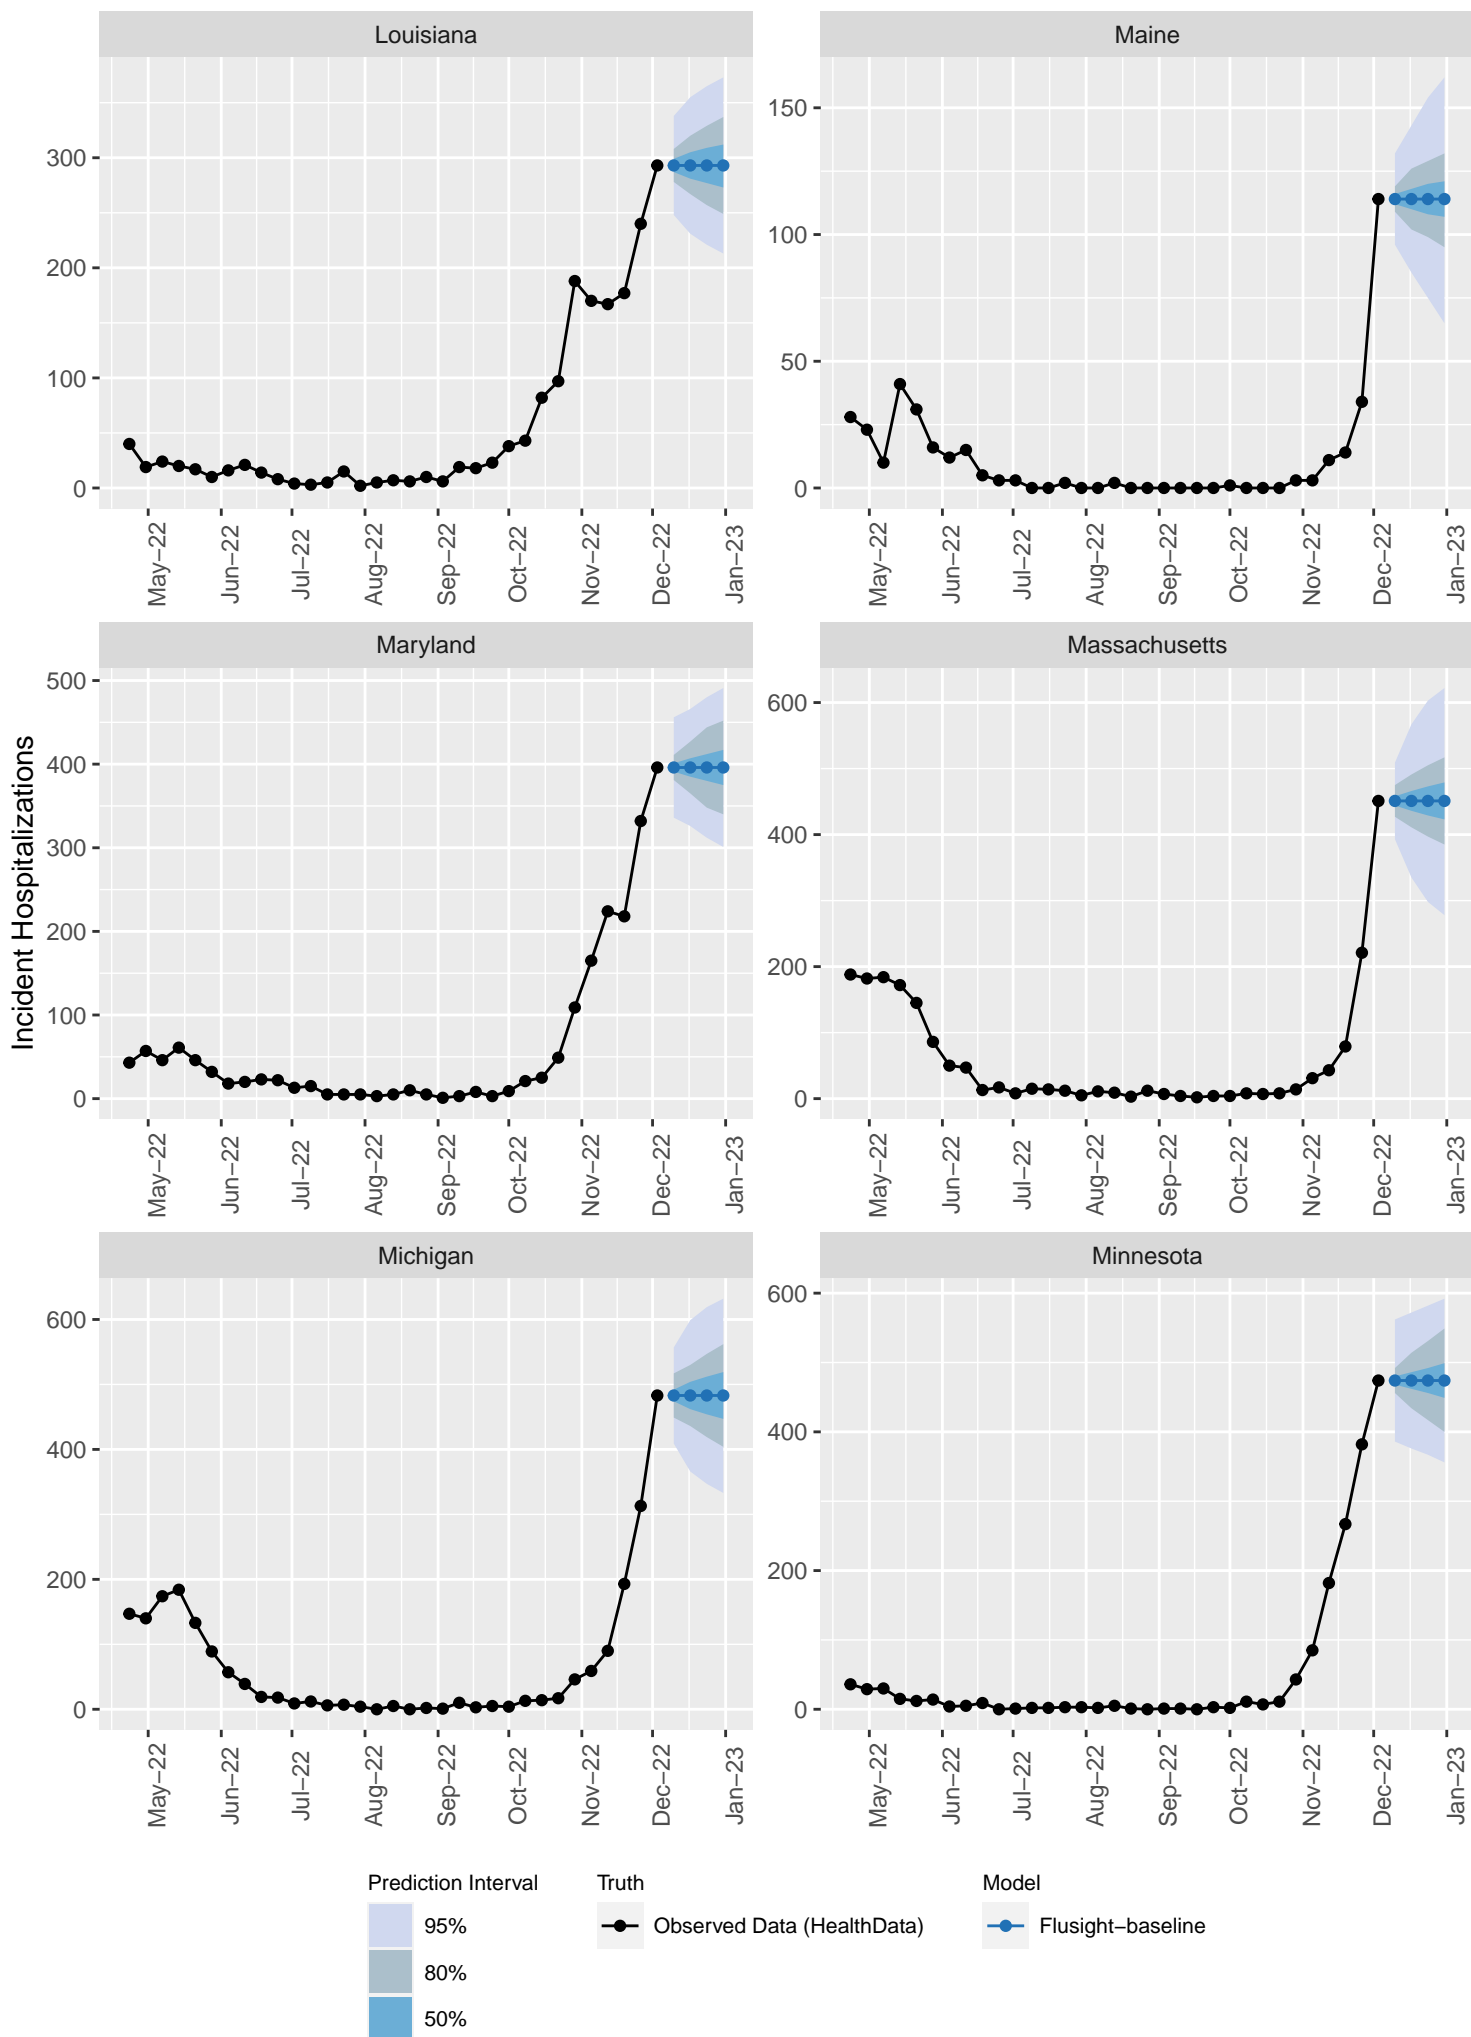 Louisiana
Maine
300
200
100
0
150
100
50
0
May−22
Jun−22
Jul−22
Aug−22
Sep−22
Oct−22
Nov−22
Dec−22
Jan−23
May−22
Jun−22
Jul−22
Aug−22
Sep−22
Oct−22
Nov−22
Dec−22
Jan−23
Incident Hospitalizations
Maryland
Massachusetts
500
400
300
200
100
0
600
400
200
0
May−22
Jun−22
Jul−22
Aug−22
Sep−22
Oct−22
Nov−22
Dec−22
Jan−23
May−22
Jun−22
Jul−22
Aug−22
Sep−22
Oct−22
Nov−22
Dec−22
Jan−23
Michigan
Minnesota
600
400
200
0
600
400
200
0
May−22
Jun−22
Jul−22
Aug−22
Sep−22
Oct−22
Nov−22
Dec−22
Jan−23
May−22
Jun−22
Jul−22
Aug−22
Sep−22
Oct−22
Nov−22
Dec−22
Jan−23
Prediction Interval
95%
80%
50%
Truth
Observed Data (HealthData)
Model
Flusight−baseline